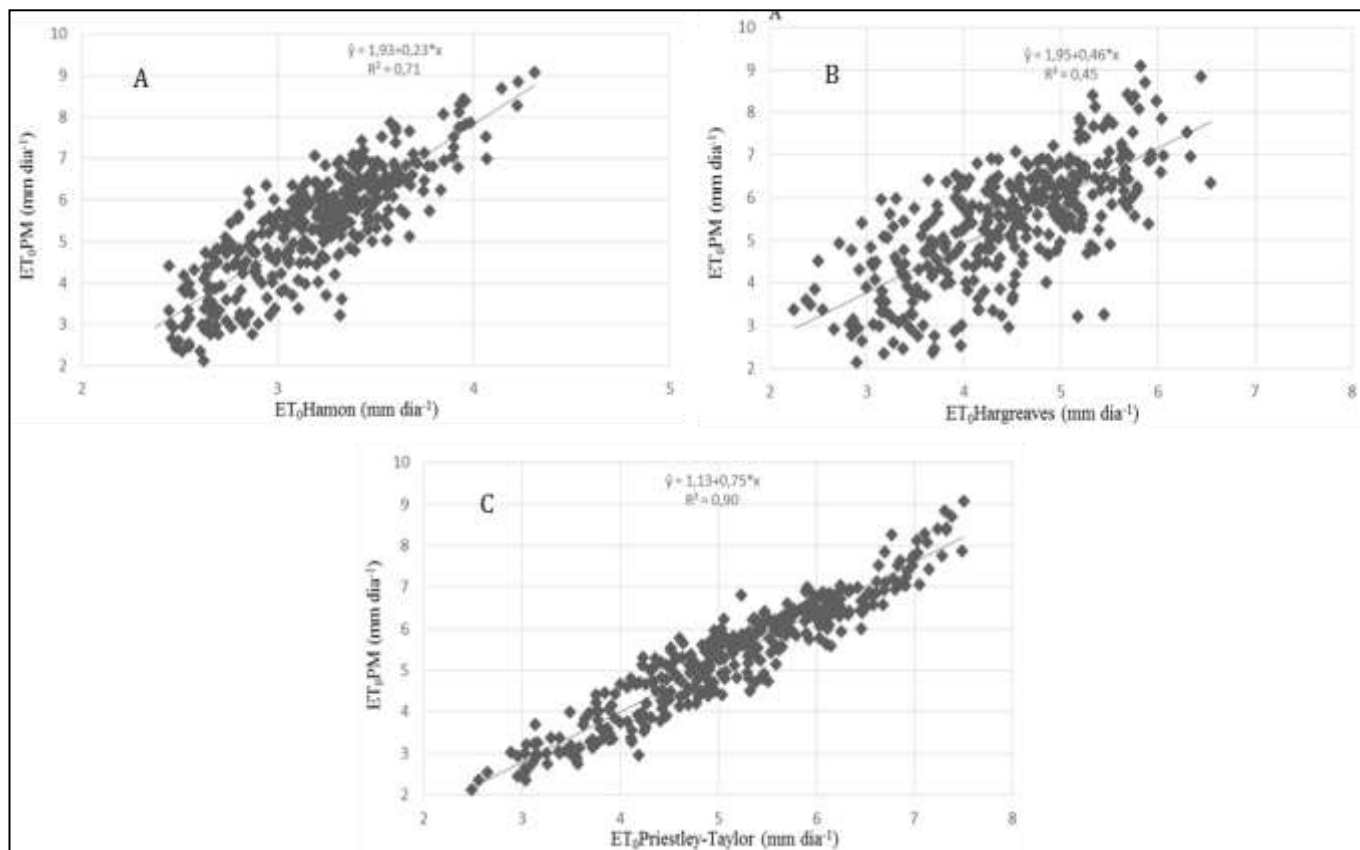 A
ŷ = 1,93+0,23*x
R² = 0,71
A
10
9
8
7
6
5
4
3
2
2
3
4
5
ET₀PM (mm dia⁻¹)
ET₀Hamon (mm dia⁻¹)
ŷ = 1,95+0,46*x
R² = 0,45
B
10
9
8
7
6
5
4
3
2
2
3
4
5
6
7
8
ET₀PM (mm dia⁻¹)
ET₀Hargreaves (mm dia⁻¹)
ŷ = 1,13+0,75*x
R² = 0,90
C
10
9
8
7
6
5
4
3
2
2
3
4
5
6
7
8
ET₀PM (mm dia⁻¹)
ET₀Priestley-Taylor (mm dia⁻¹)